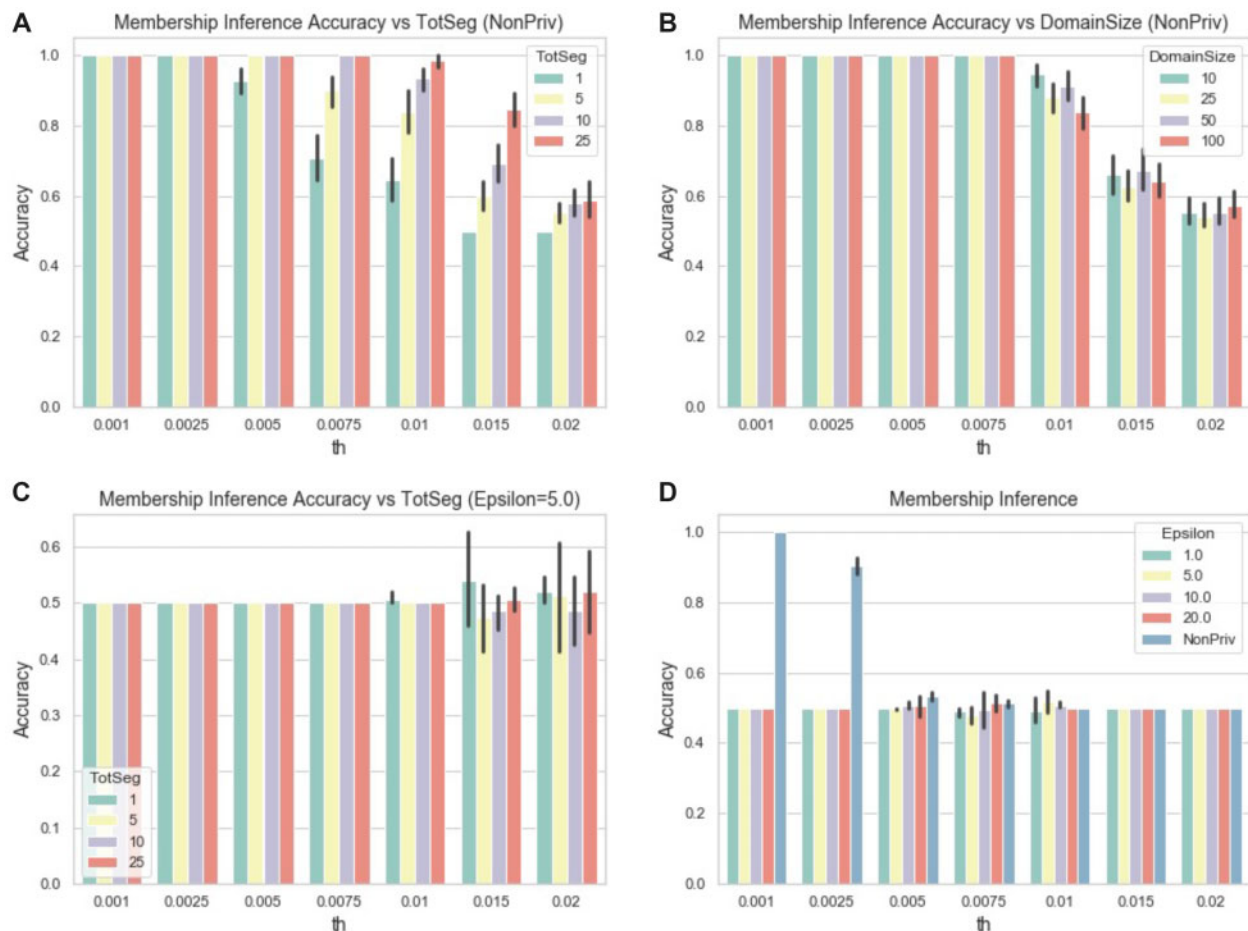 A
Membership Inference Accuracy vs TotSeg (NonPriv)
1.0
0.8
0.6
0.4
0.2
0.0
Accuracy
TotSeg
1
5
10
25
0.001 0.0025 0.005 0.0075 0.01 0.015 0.02
th
B
Membership Inference Accuracy vs DomainSize (NonPriv)
1.0
0.8
0.6
0.4
0.2
0.0
Accuracy
DomainSize
10
25
50
100
0.001 0.0025 0.005 0.0075 0.01 0.015 0.02
th
C
Membership Inference Accuracy vs TotSeg (Epsilon=5.0)
0.6
0.5
0.4
0.3
0.2
0.1
0.0
Accuracy
TotSeg
1
5
10
25
0.001 0.0025 0.005 0.0075 0.01 0.015 0.02
th
D
Membership Inference
1.0
0.8
0.6
0.4
0.2
0.0
Accuracy
Epsilon
1.0
5.0
10.0
20.0
NonPriv
0.001 0.0025 0.005 0.0075 0.01 0.015 0.02
th